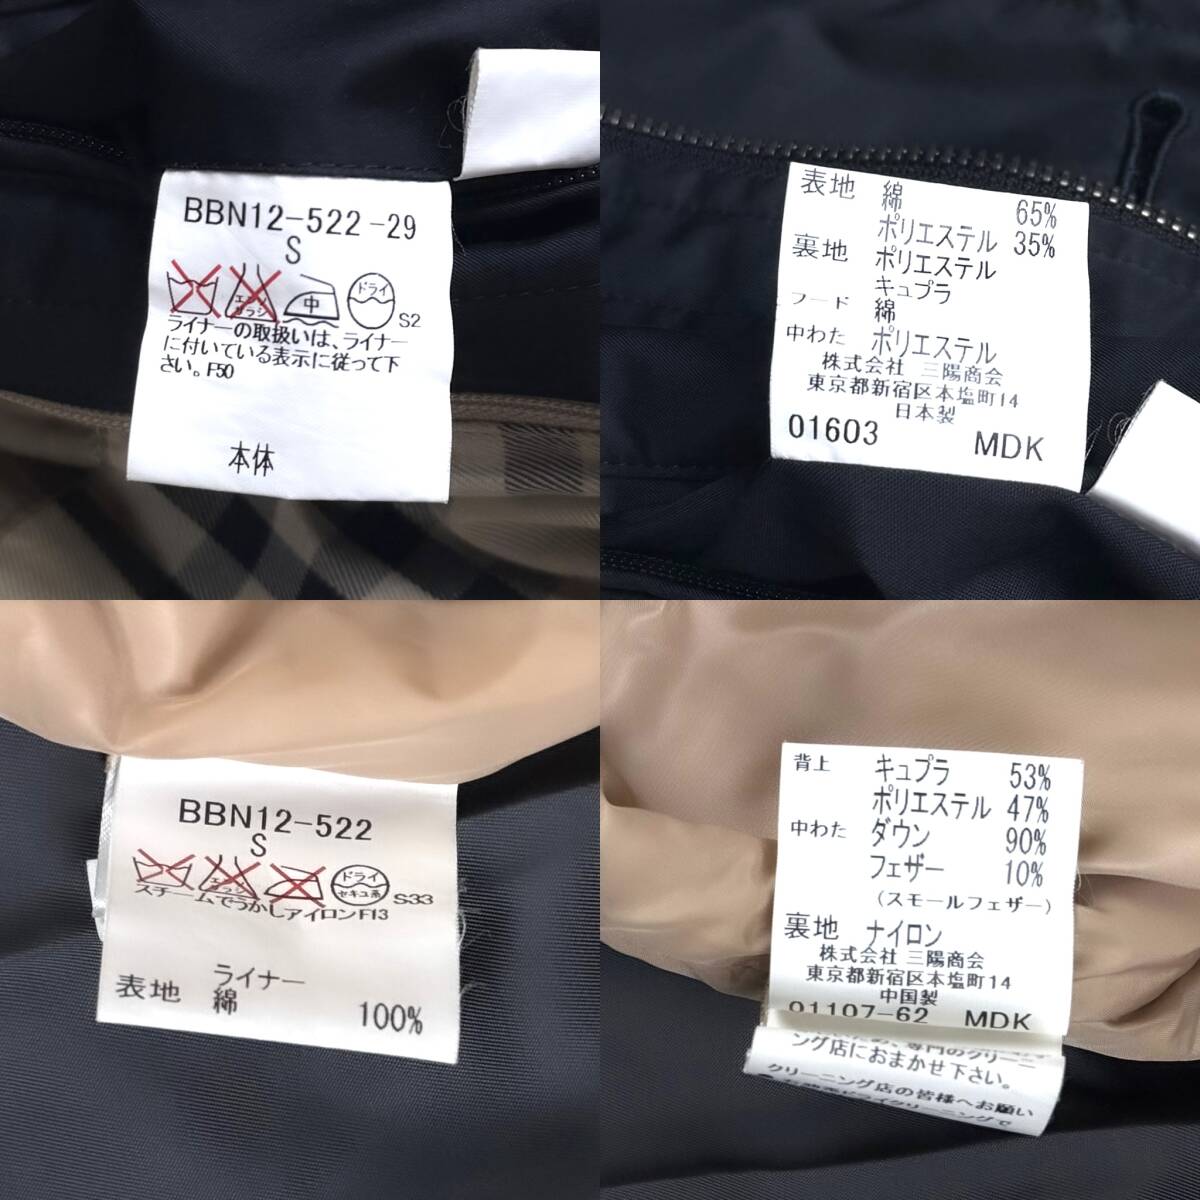 BBN12-522-29
S
エンソ
サラシ
中
ドライ
S2
ライナーの取扱いは、ライナー
に付いている表示に従って下
さい。F50
本体
表地 綿 65%
ポリエステル 35%
裏地 ポリエステル
キュプラ
フード 綿
中わた ポリエステル
株式会社 三陽商会
東京都新宿区本塩町14
日本製
01603 MDK
BBN12-522
S
エンソ
サラシ
ドライ
セキユ系
S33
スチームでうかしアイロンF13
ライナー
表地 綿 100%
背上 キュプラ 53%
ポリエステル 47%
中わた ダウン 90%
フェザー 10%
(スモールフェザー)
裏地 ナイロン
株式会社 三陽商会
東京都新宿区本塩町14
中国製
01107-62 MDK
ング店におまかせ下さい。
クリーニング店の皆様へお願い